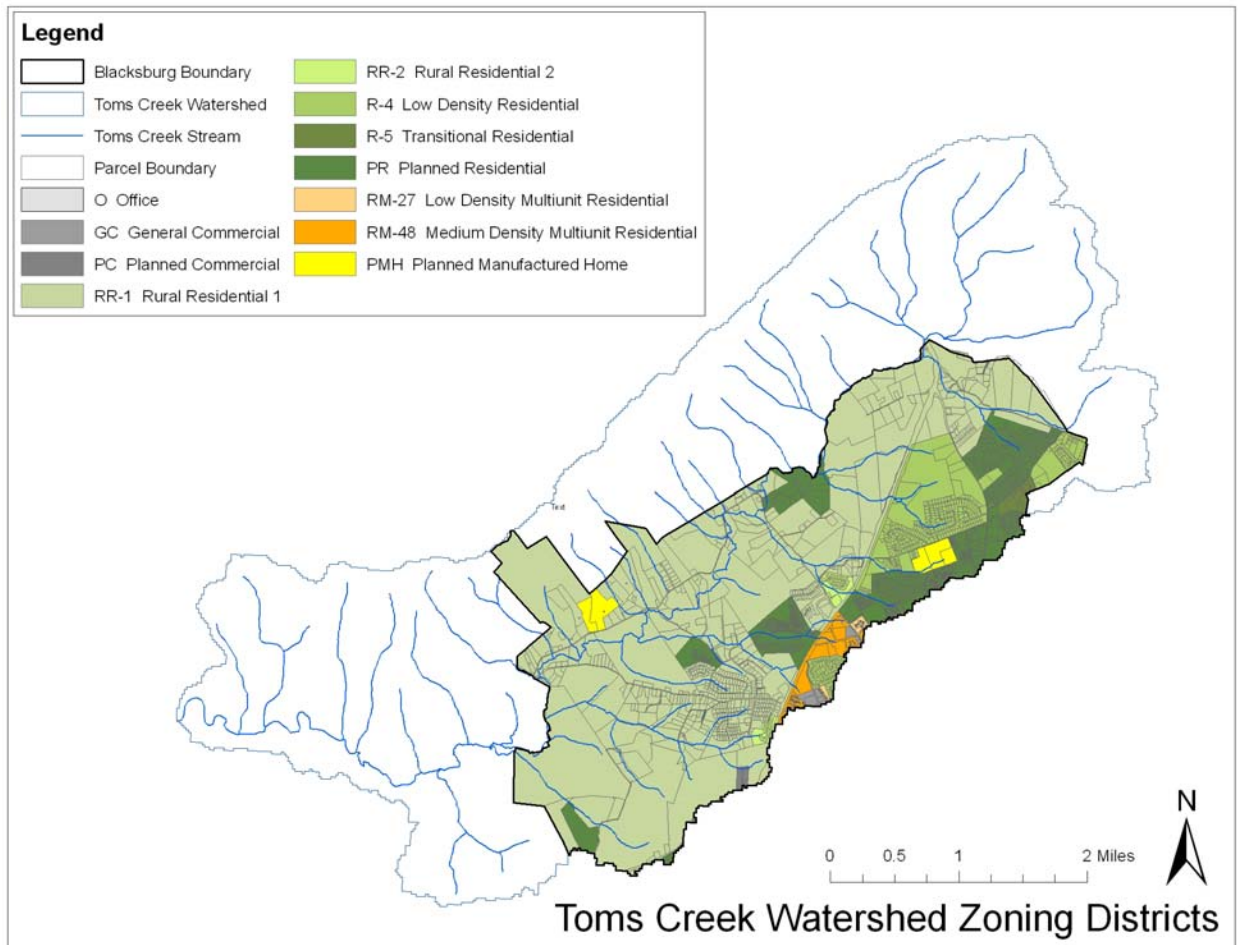 Legend
Blacksburg Boundary
Toms Creek Watershed
Toms Creek Stream
Parcel Boundary
O Office
GC General Commercial
PC Planned Commercial
RR-1 Rural Residential 1
RR-2 Rural Residential 2
R-4 Low Density Residential
R-5 Transitional Residential
PR Planned Residential
RM-27 Low Density Multiunit Residential
RM-48 Medium Density Multiunit Residential
PMH Planned Manufactured Home
N
0 0.5 1 2 Miles
Toms Creek Watershed Zoning Districts